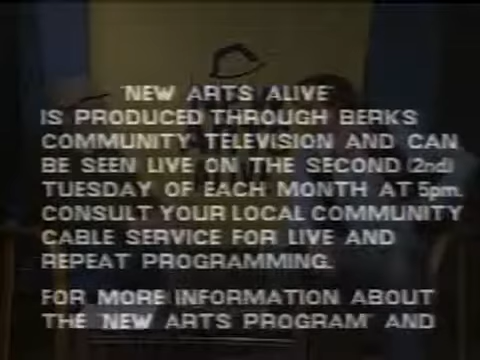 "NEW ARTS ALIVE"
IS PRODUCED THROUGH BERKS
COMMUNITY TELEVISION AND CAN
BE SEEN LIVE ON THE SECOND (2nd)
TUESDAY OF EACH MONTH AT 5pm.
CONSULT YOUR LOCAL COMMUNITY
CABLE SERVICE FOR LIVE AND
REPEAT PROGRAMMING.
FOR MORE INFORMATION ABOUT
THE "NEW ARTS PROGRAM" AND